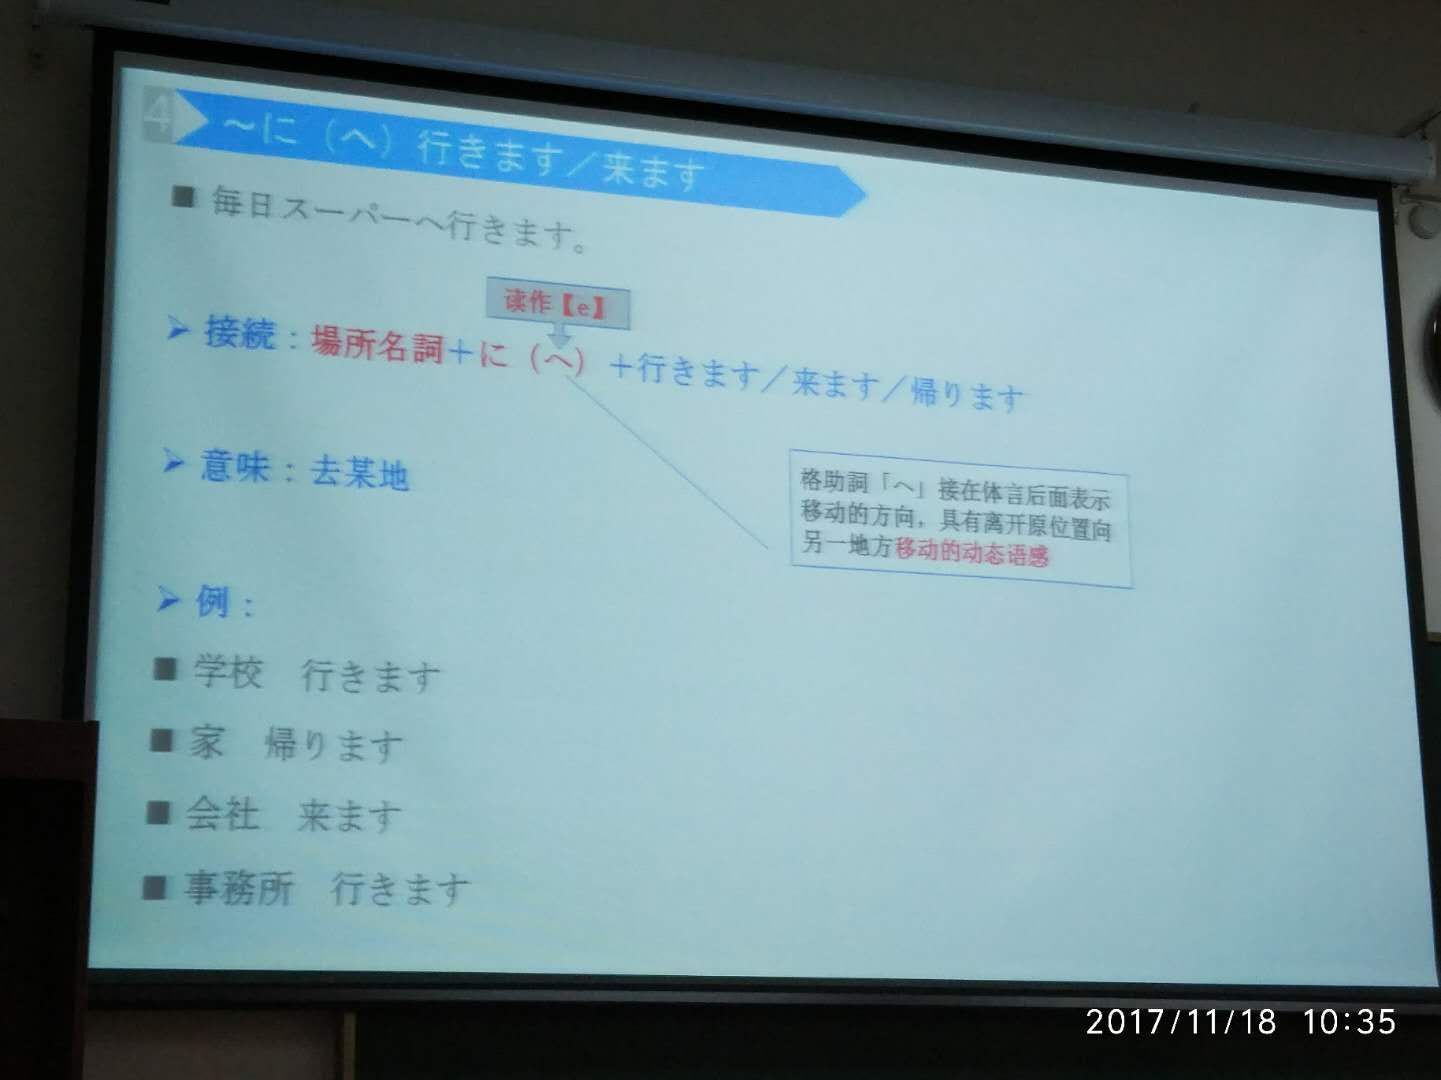 4 ～に（へ）行きます／来ます
■ 毎日スーパーへ行きます。
读作【e】
➢ 接続：場所名詞＋に（へ）＋行きます／来ます／帰ります
➢ 意味：去某地
格助詞「へ」接在体言后面表示
移动的方向，具有离开原位置向
另一地方移动的动态语感
➢ 例：
■ 学校　行きます
■ 家　帰ります
■ 会社　来ます
■ 事務所　行きます
2017/11/18 10:35